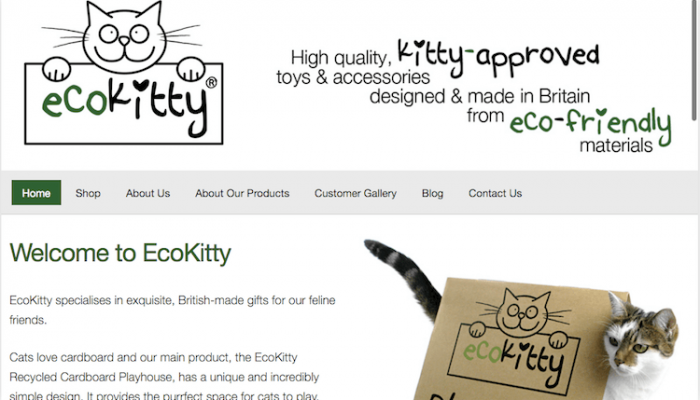 ecokitty®
High quality, kitty-approved
toys & accessories
designed & made in Britain
from eco-friendly
materials
Home Shop About Us About Our Products Customer Gallery Blog Contact Us
Welcome to EcoKitty
EcoKitty specialises in exquisite, British-made gifts for our feline
friends.
Cats love cardboard and our main product, the EcoKitty
Recycled Cardboard Playhouse, has a unique and incredibly
simple design. It provides the purrfect space for cats to play,
ecokitty